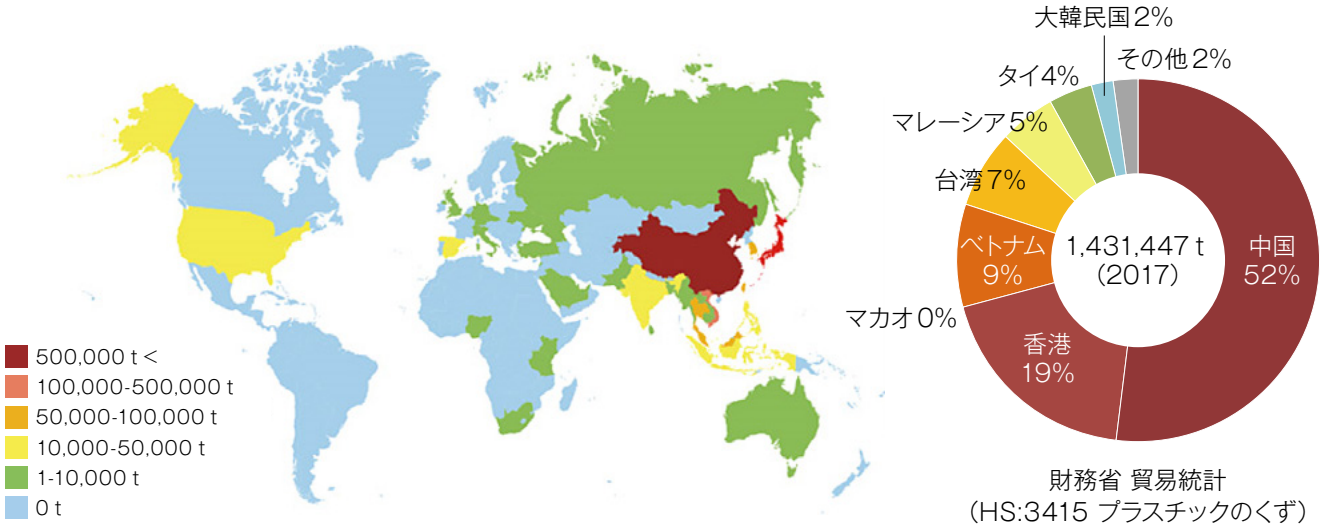 500,000 t <
100,000-500,000 t
50,000-100,000 t
10,000-50,000 t
1-10,000 t
0 t
大韓民国2%
その他2%
タイ4%
マレーシア5%
台湾7%
ベトナム
9%
マカオ0%
香港
19%
中国
52%
1,431,447 t
(2017)
財務省 貿易統計
(HS:3415 プラスチックのくず)